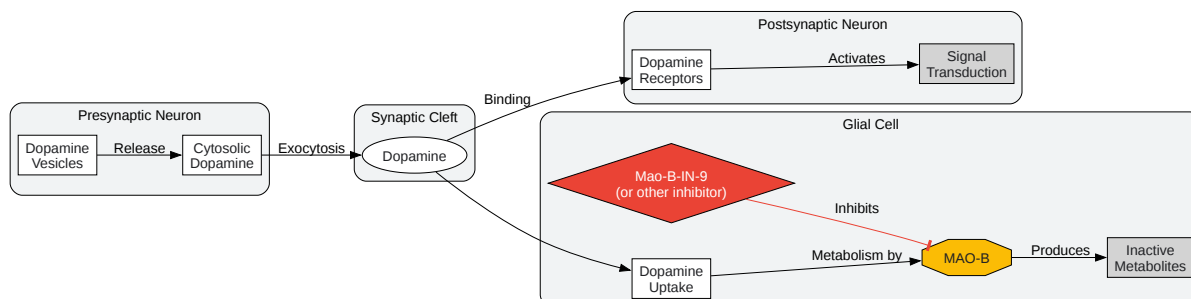 Postsynaptic Neuron
Dopamine
Receptors
Activates
Signal
Transduction
Binding
Presynaptic Neuron
Dopamine
Vesicles
Release
Cytosolic
Dopamine
Exocytosis
Synaptic Cleft
Dopamine
Glial Cell
Mao-B-IN-9
(or other inhibitor)
Inhibits
Dopamine
Uptake
Metabolism by
MAO-B
Produces
Inactive
Metabolites